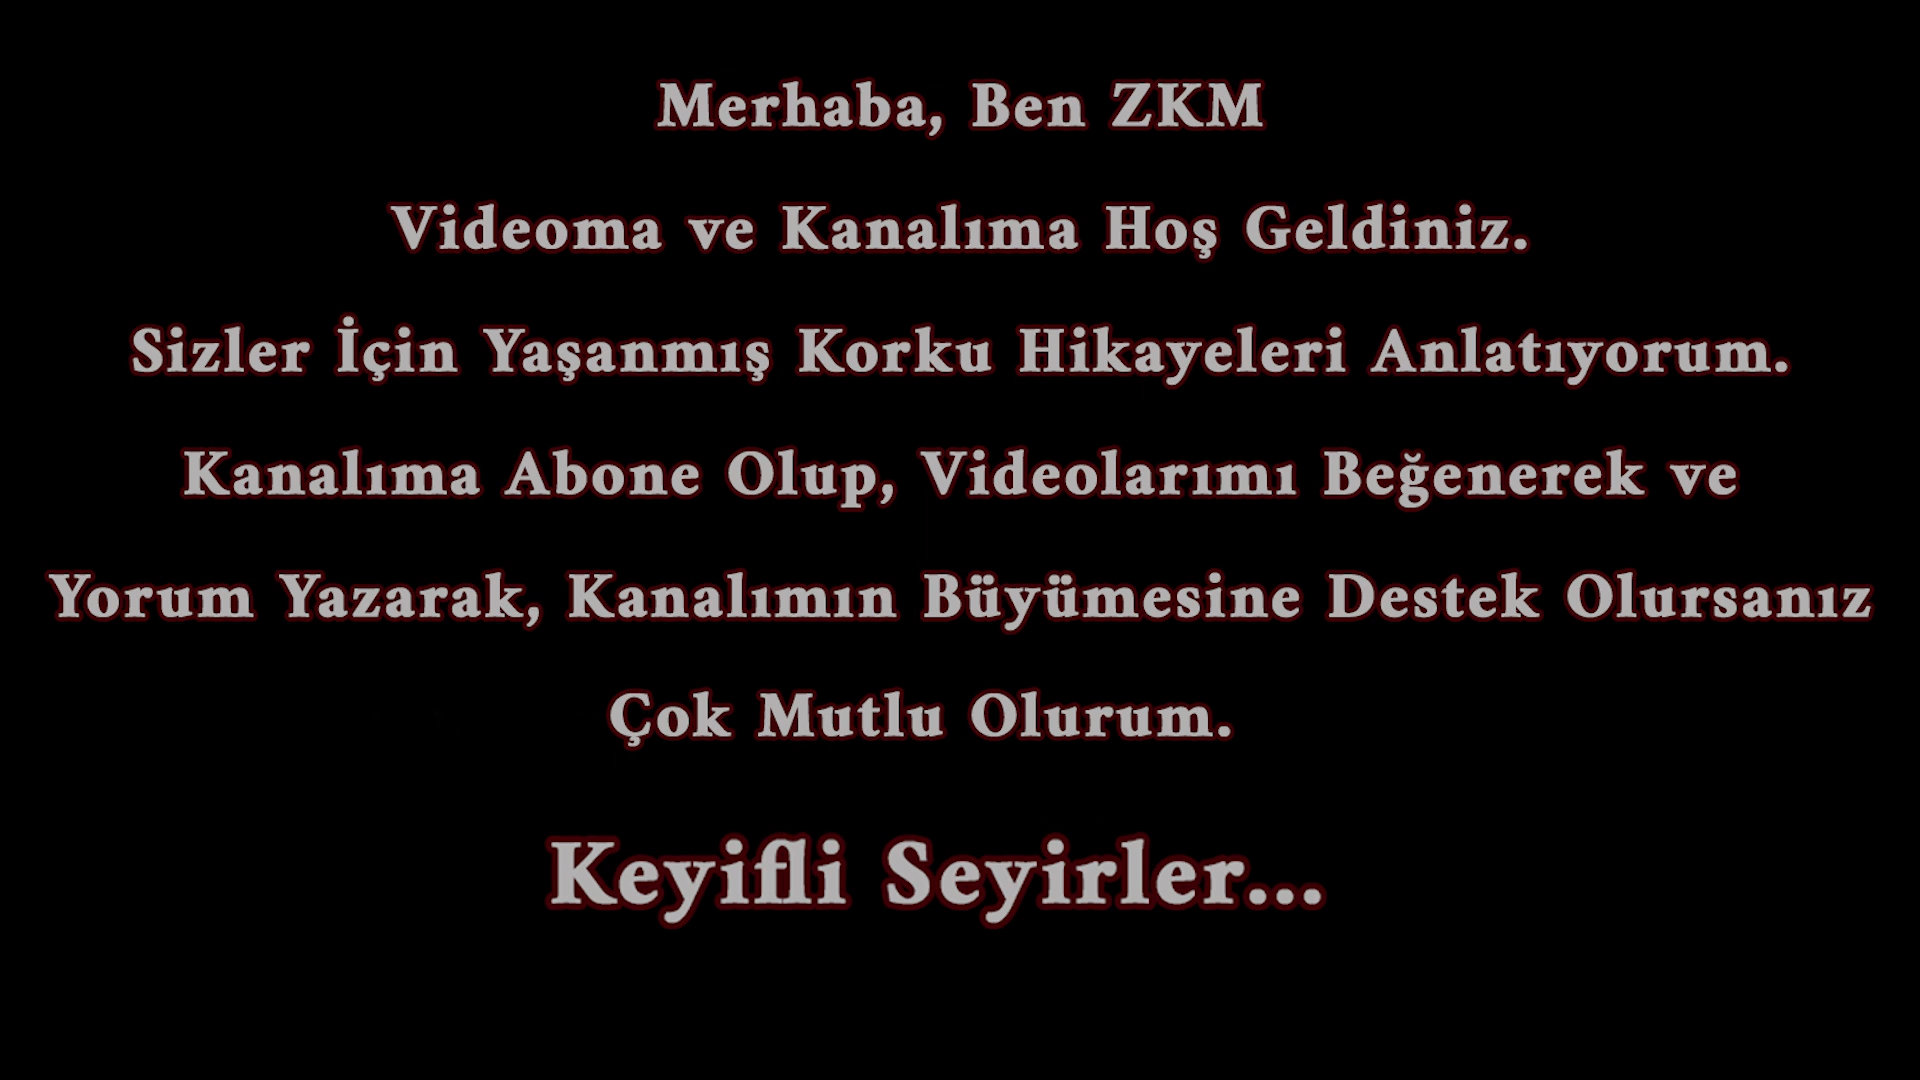 Merhaba, Ben ZKM
Videoma ve Kanalıma Hoş Geldiniz.
Sizler İçin Yaşanmış Korku Hikayeleri Anlatıyorum.
Kanalıma Abone Olup, Videolarımı Beğenerek ve
Yorum Yazarak, Kanalımın Büyümesine Destek Olursanız
Çok Mutlu Olurum.
Keyifli Seyirler...